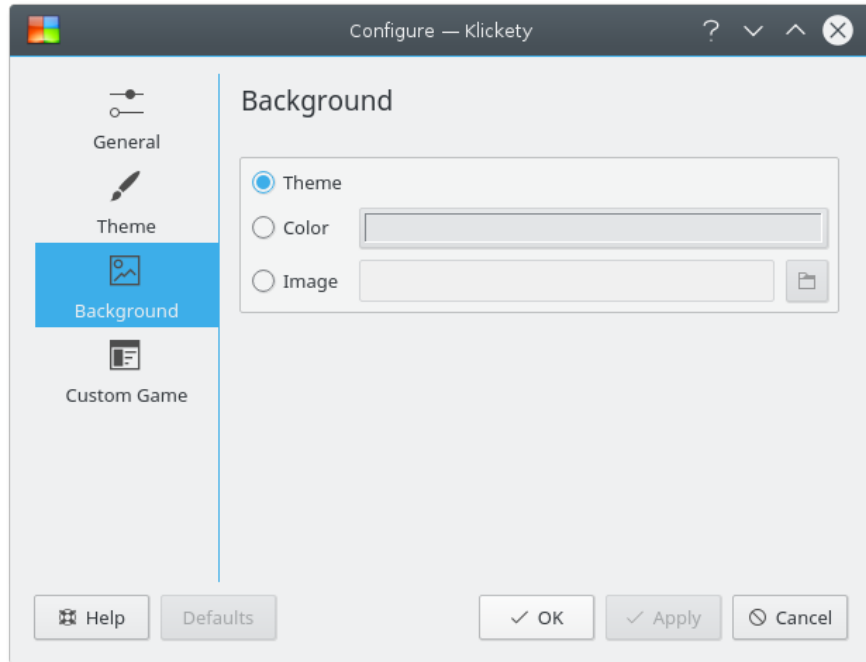 Configure — Klickety
General
Theme
Background
Custom Game
Background
Theme
Color
Image
Help
Defaults
OK
Apply
Cancel